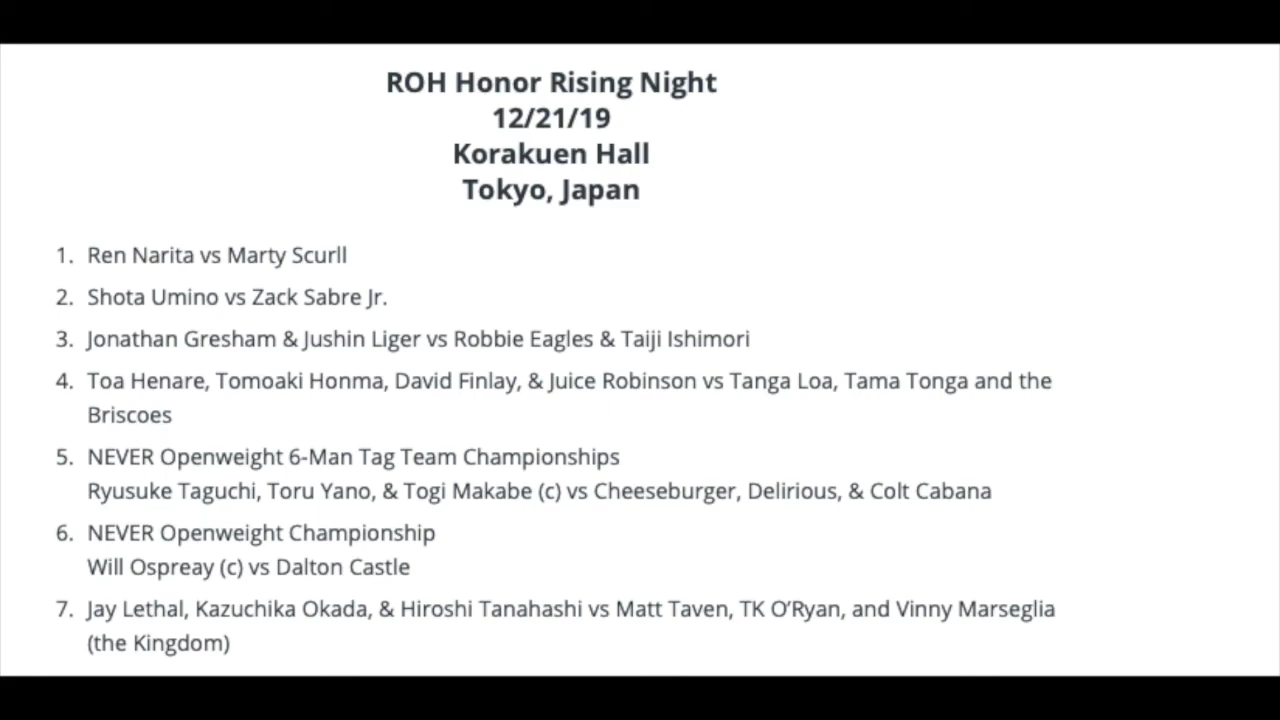 ROH Honor Rising Night
12/21/19
Korakuen Hall
Tokyo, Japan
1. Ren Narita vs Marty Scurll
2. Shota Umino vs Zack Sabre Jr.
3. Jonathan Gresham & Jushin Liger vs Robbie Eagles & Taiji Ishimori
4. Toa Henare, Tomoaki Honma, David Finlay, & Juice Robinson vs Tanga Loa, Tama Tonga and the
Briscoes
5. NEVER Openweight 6-Man Tag Team Championships
Ryusuke Taguchi, Toru Yano, & Togi Makabe (c) vs Cheeseburger, Delirious, & Colt Cabana
6. NEVER Openweight Championship
Will Ospreay (c) vs Dalton Castle
7. Jay Lethal, Kazuchika Okada, & Hiroshi Tanahashi vs Matt Taven, TK O’Ryan, and Vinny Marseglia
(the Kingdom)